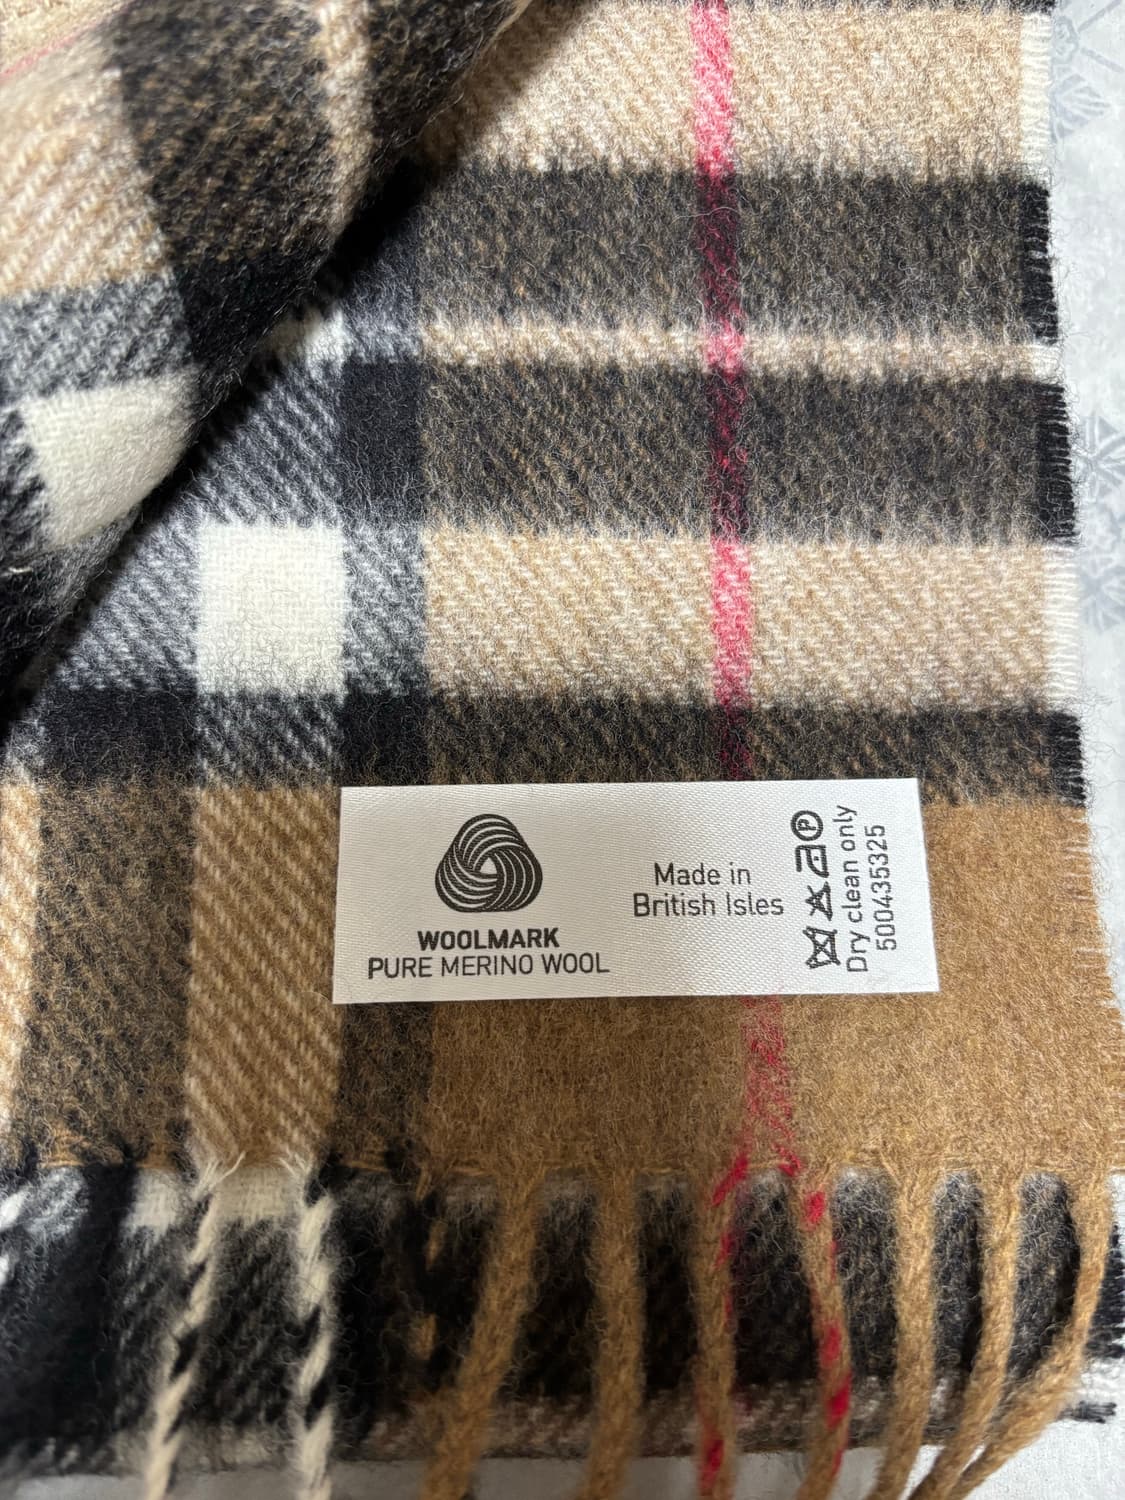 WOOLMARK
PURE MERINO WOOL
Made in
British Isles
P
Dry clean only
500435325